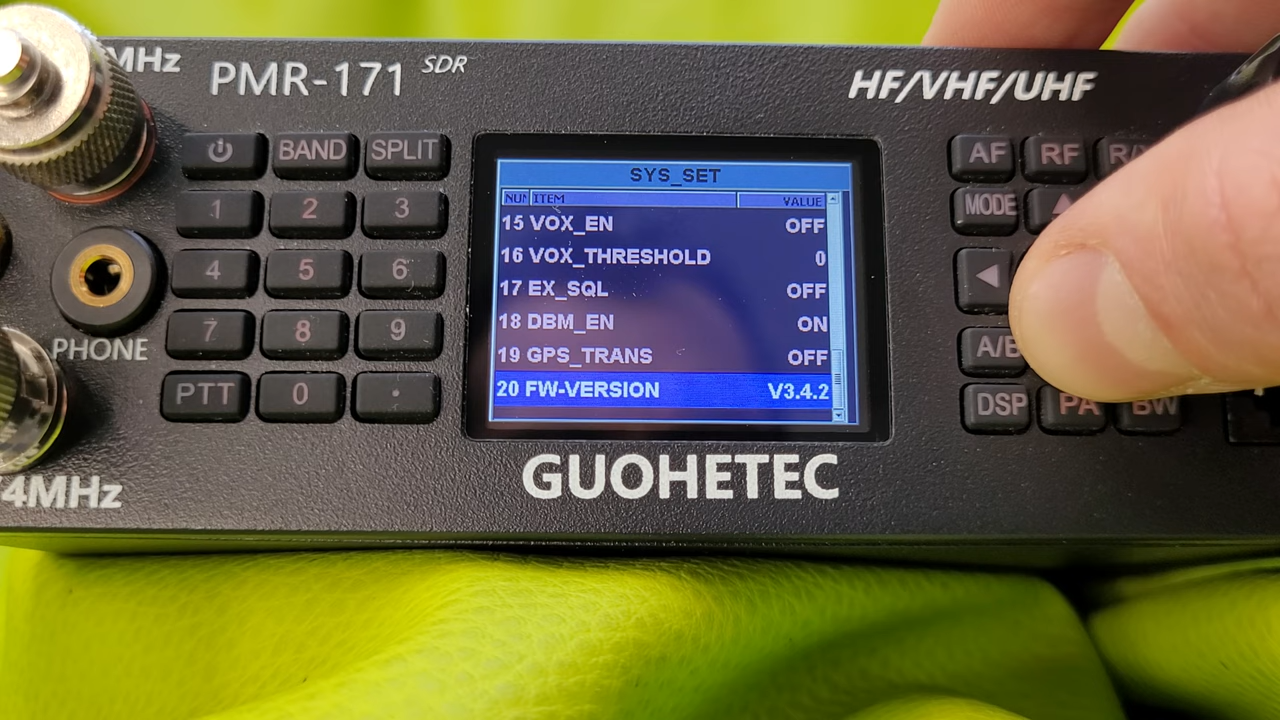 MHz PMR-171 SDR HF/VHF/UHF
BAND SPLIT
AF RF
1 2 3
MODE
4 5 6
7 8 9
A/B
PTT 0 .
DSP PA BW
PHONE
4MHz
SYS_SET
ITEM VALUE
15 VOX_EN OFF
16 VOX_THRESHOLD 0
17 EX_SQL OFF
18 DBM_EN ON
19 GPS_TRANS OFF
20 FW-VERSION V3.4.2
GUOHETEC